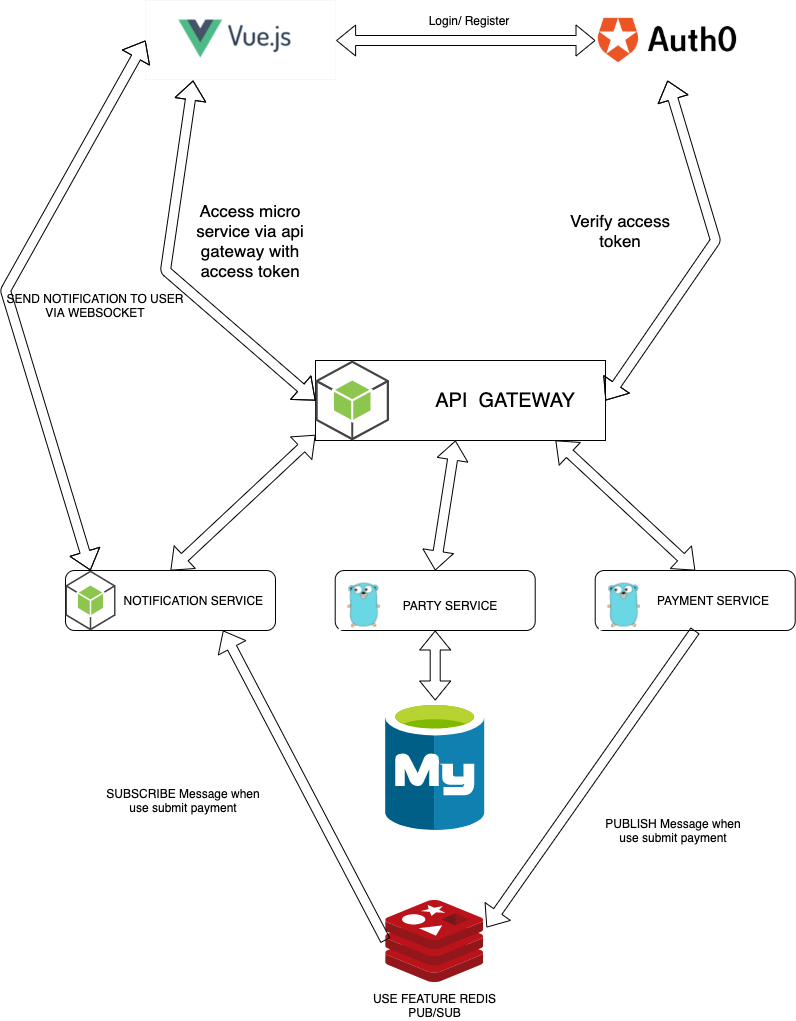 Vue.js
Login/ Register
Auth0
Access micro
service via api
gateway with
access token
Verify access
token
SEND NOTIFICATION TO USER
VIA WEBSOCKET
API GATEWAY
NOTIFICATION SERVICE
PARTY SERVICE
PAYMENT SERVICE
My
SUBSCRIBE Message when
use submit payment
PUBLISH Message when
use submit payment
USE FEATURE REDIS
PUB/SUB